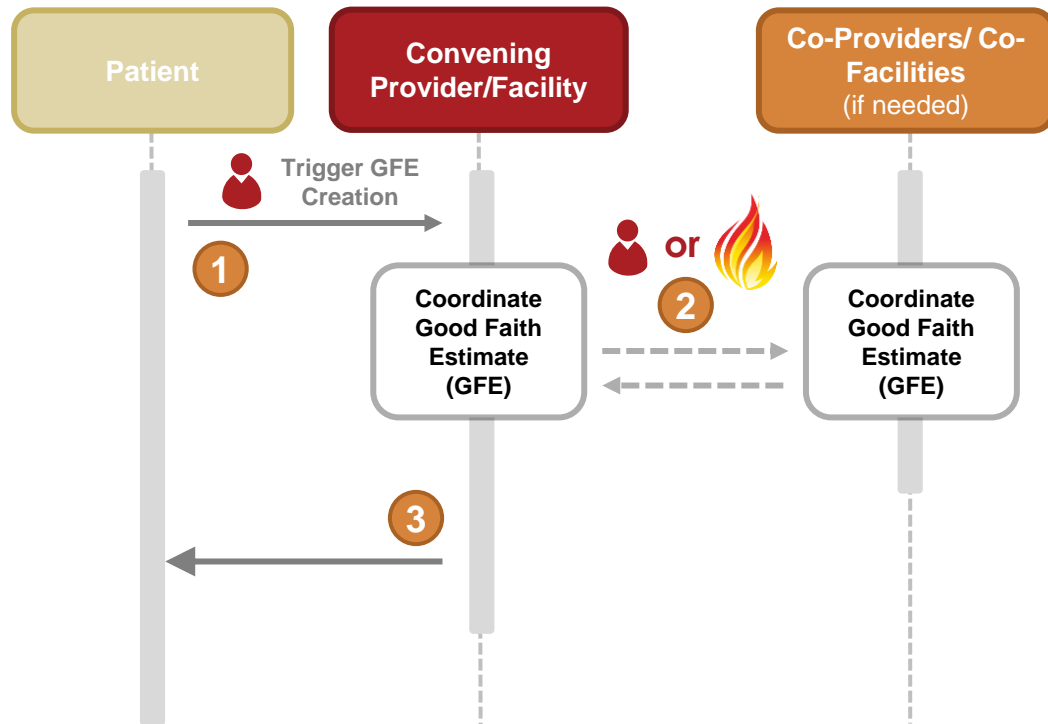 Patient
Convening
Provider/Facility
Co-Providers/ Co-
Facilities
(if needed)
Trigger GFE
Creation
1
or
2
Coordinate
Good Faith
Estimate
(GFE)
Coordinate
Good Faith
Estimate
(GFE)
3